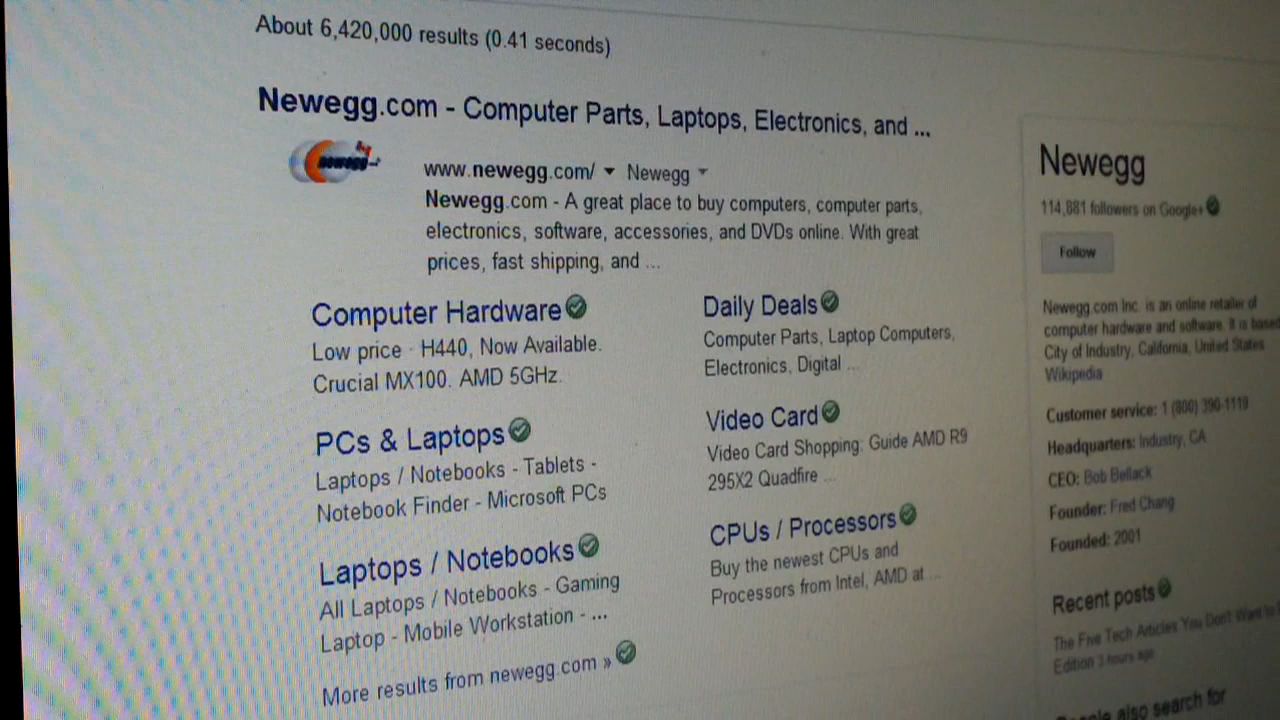 About 6,420,000 results (0.41 seconds)
Newegg.com - Computer Parts, Laptops, Electronics, and ...
newegg
www.newegg.com/ Newegg
Newegg.com - A great place to buy computers, computer parts,
electronics, software, accessories, and DVDs online. With great
prices, fast shipping, and ...
Computer Hardware
Low price · H440, Now Available.
Crucial MX100. AMD 5GHz.
PCs & Laptops
Laptops / Notebooks - Tablets -
Notebook Finder - Microsoft PCs
Laptops / Notebooks
All Laptops / Notebooks - Gaming
Laptop - Mobile Workstation - ...
More results from newegg.com »
Daily Deals
Computer Parts, Laptop Computers,
Electronics, Digital ...
Video Card
Video Card Shopping: Guide AMD R9
295X2 Quadfire ...
CPUs / Processors
Buy the newest CPUs and
Processors from Intel, AMD at ...
Newegg
114,881 followers on Google+
Follow
Newegg.com Inc. is an online retailer of
computer hardware and software. It is
City of Industry, California, United States
Wikipedia
Customer service: 1 (800) 390-1119
Headquarters: Industry, CA
CEO: Bob Bellack
Founder: Fred Chang
Founded: 2001
Recent posts
The Five Tech Articles You Don't Want to
Edition 3 hours ago
also search for